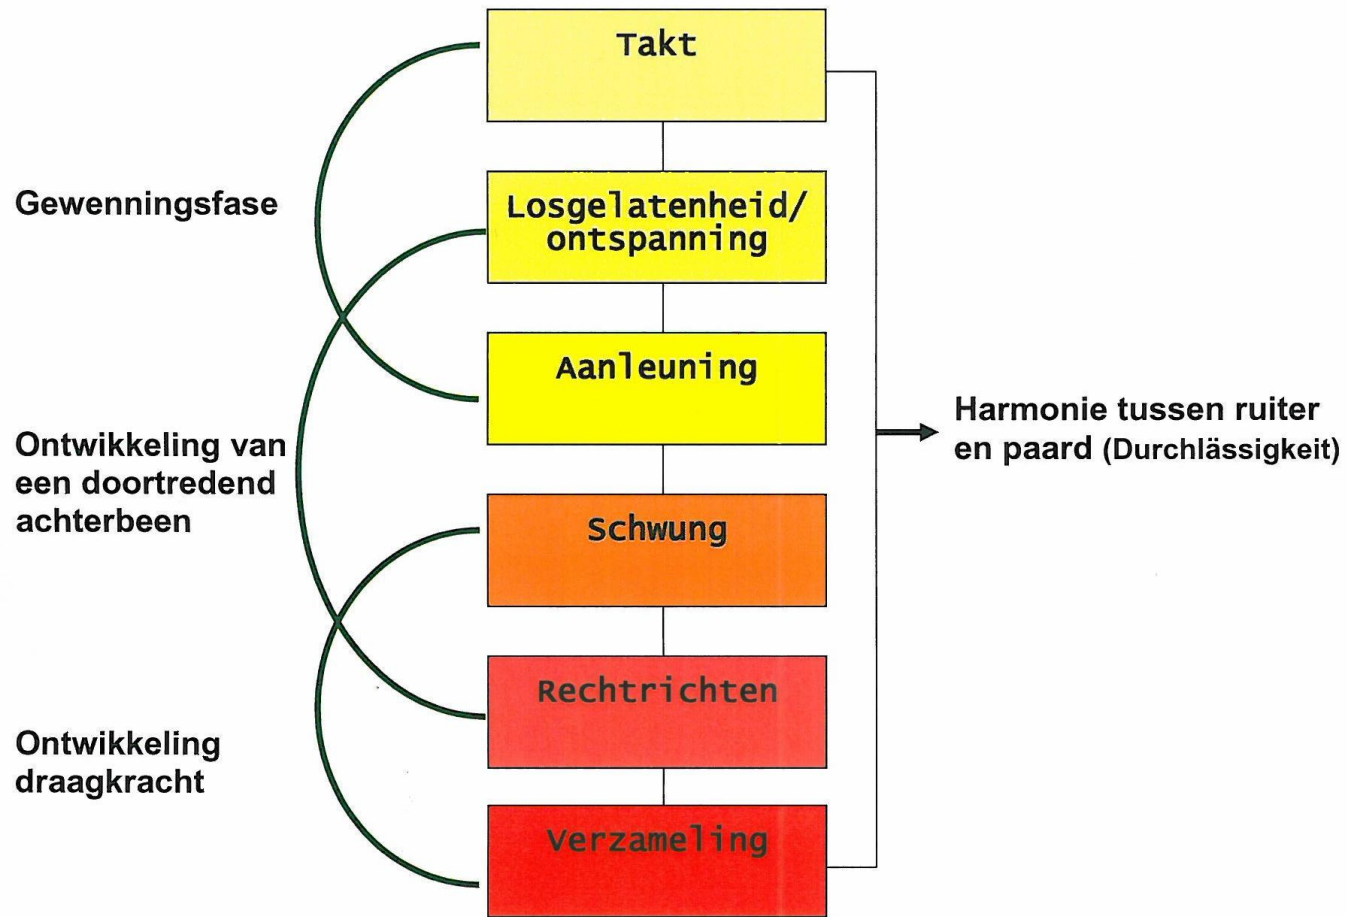 Takt
Gewenningsfase
Losgelatenheid/
ontspanning
Aanleuning
Harmonie tussen ruiter
en paard (Durchlässigkeit)
Ontwikkeling van
een doortredend
achterbeen
Schwung
Rechtrichten
Ontwikkeling
draagkracht
Verzameling